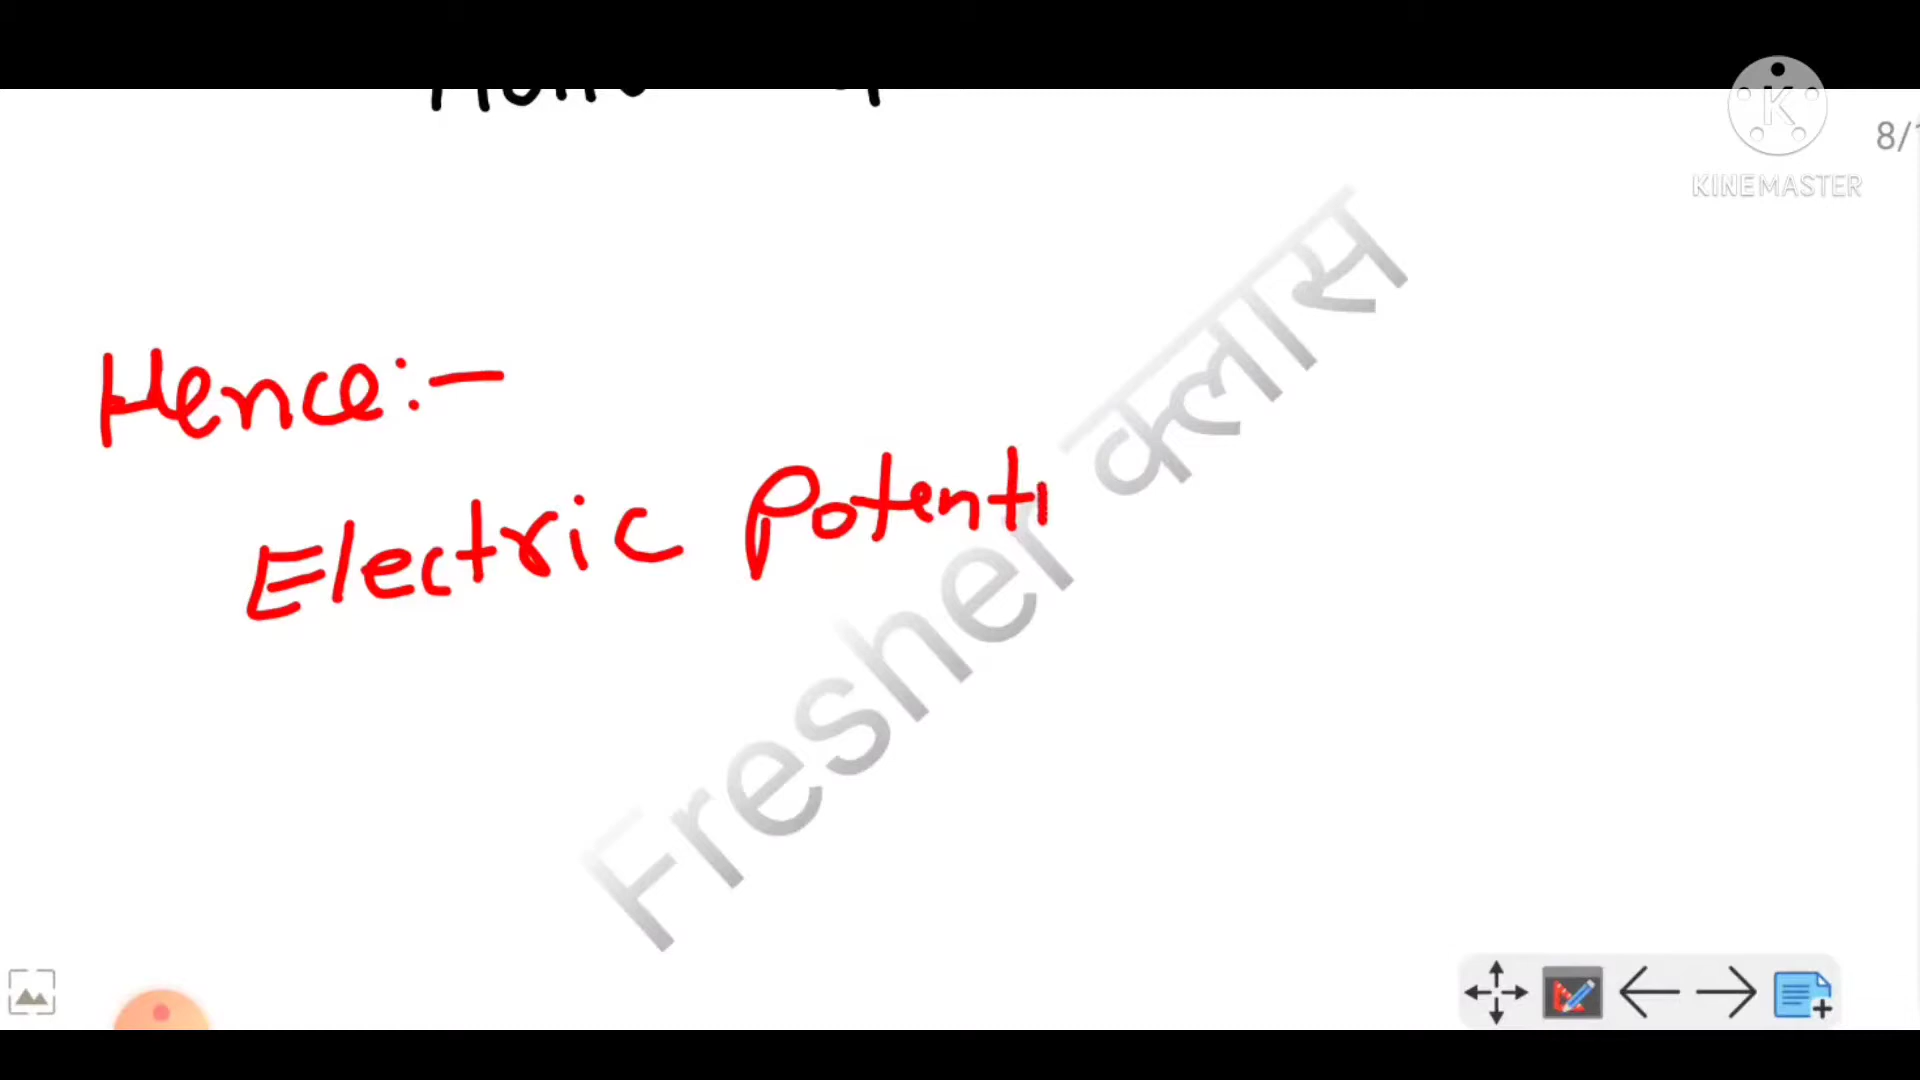 KINEMASTER
8/
Hence:-
Electric Potenti
Fresher क्लास